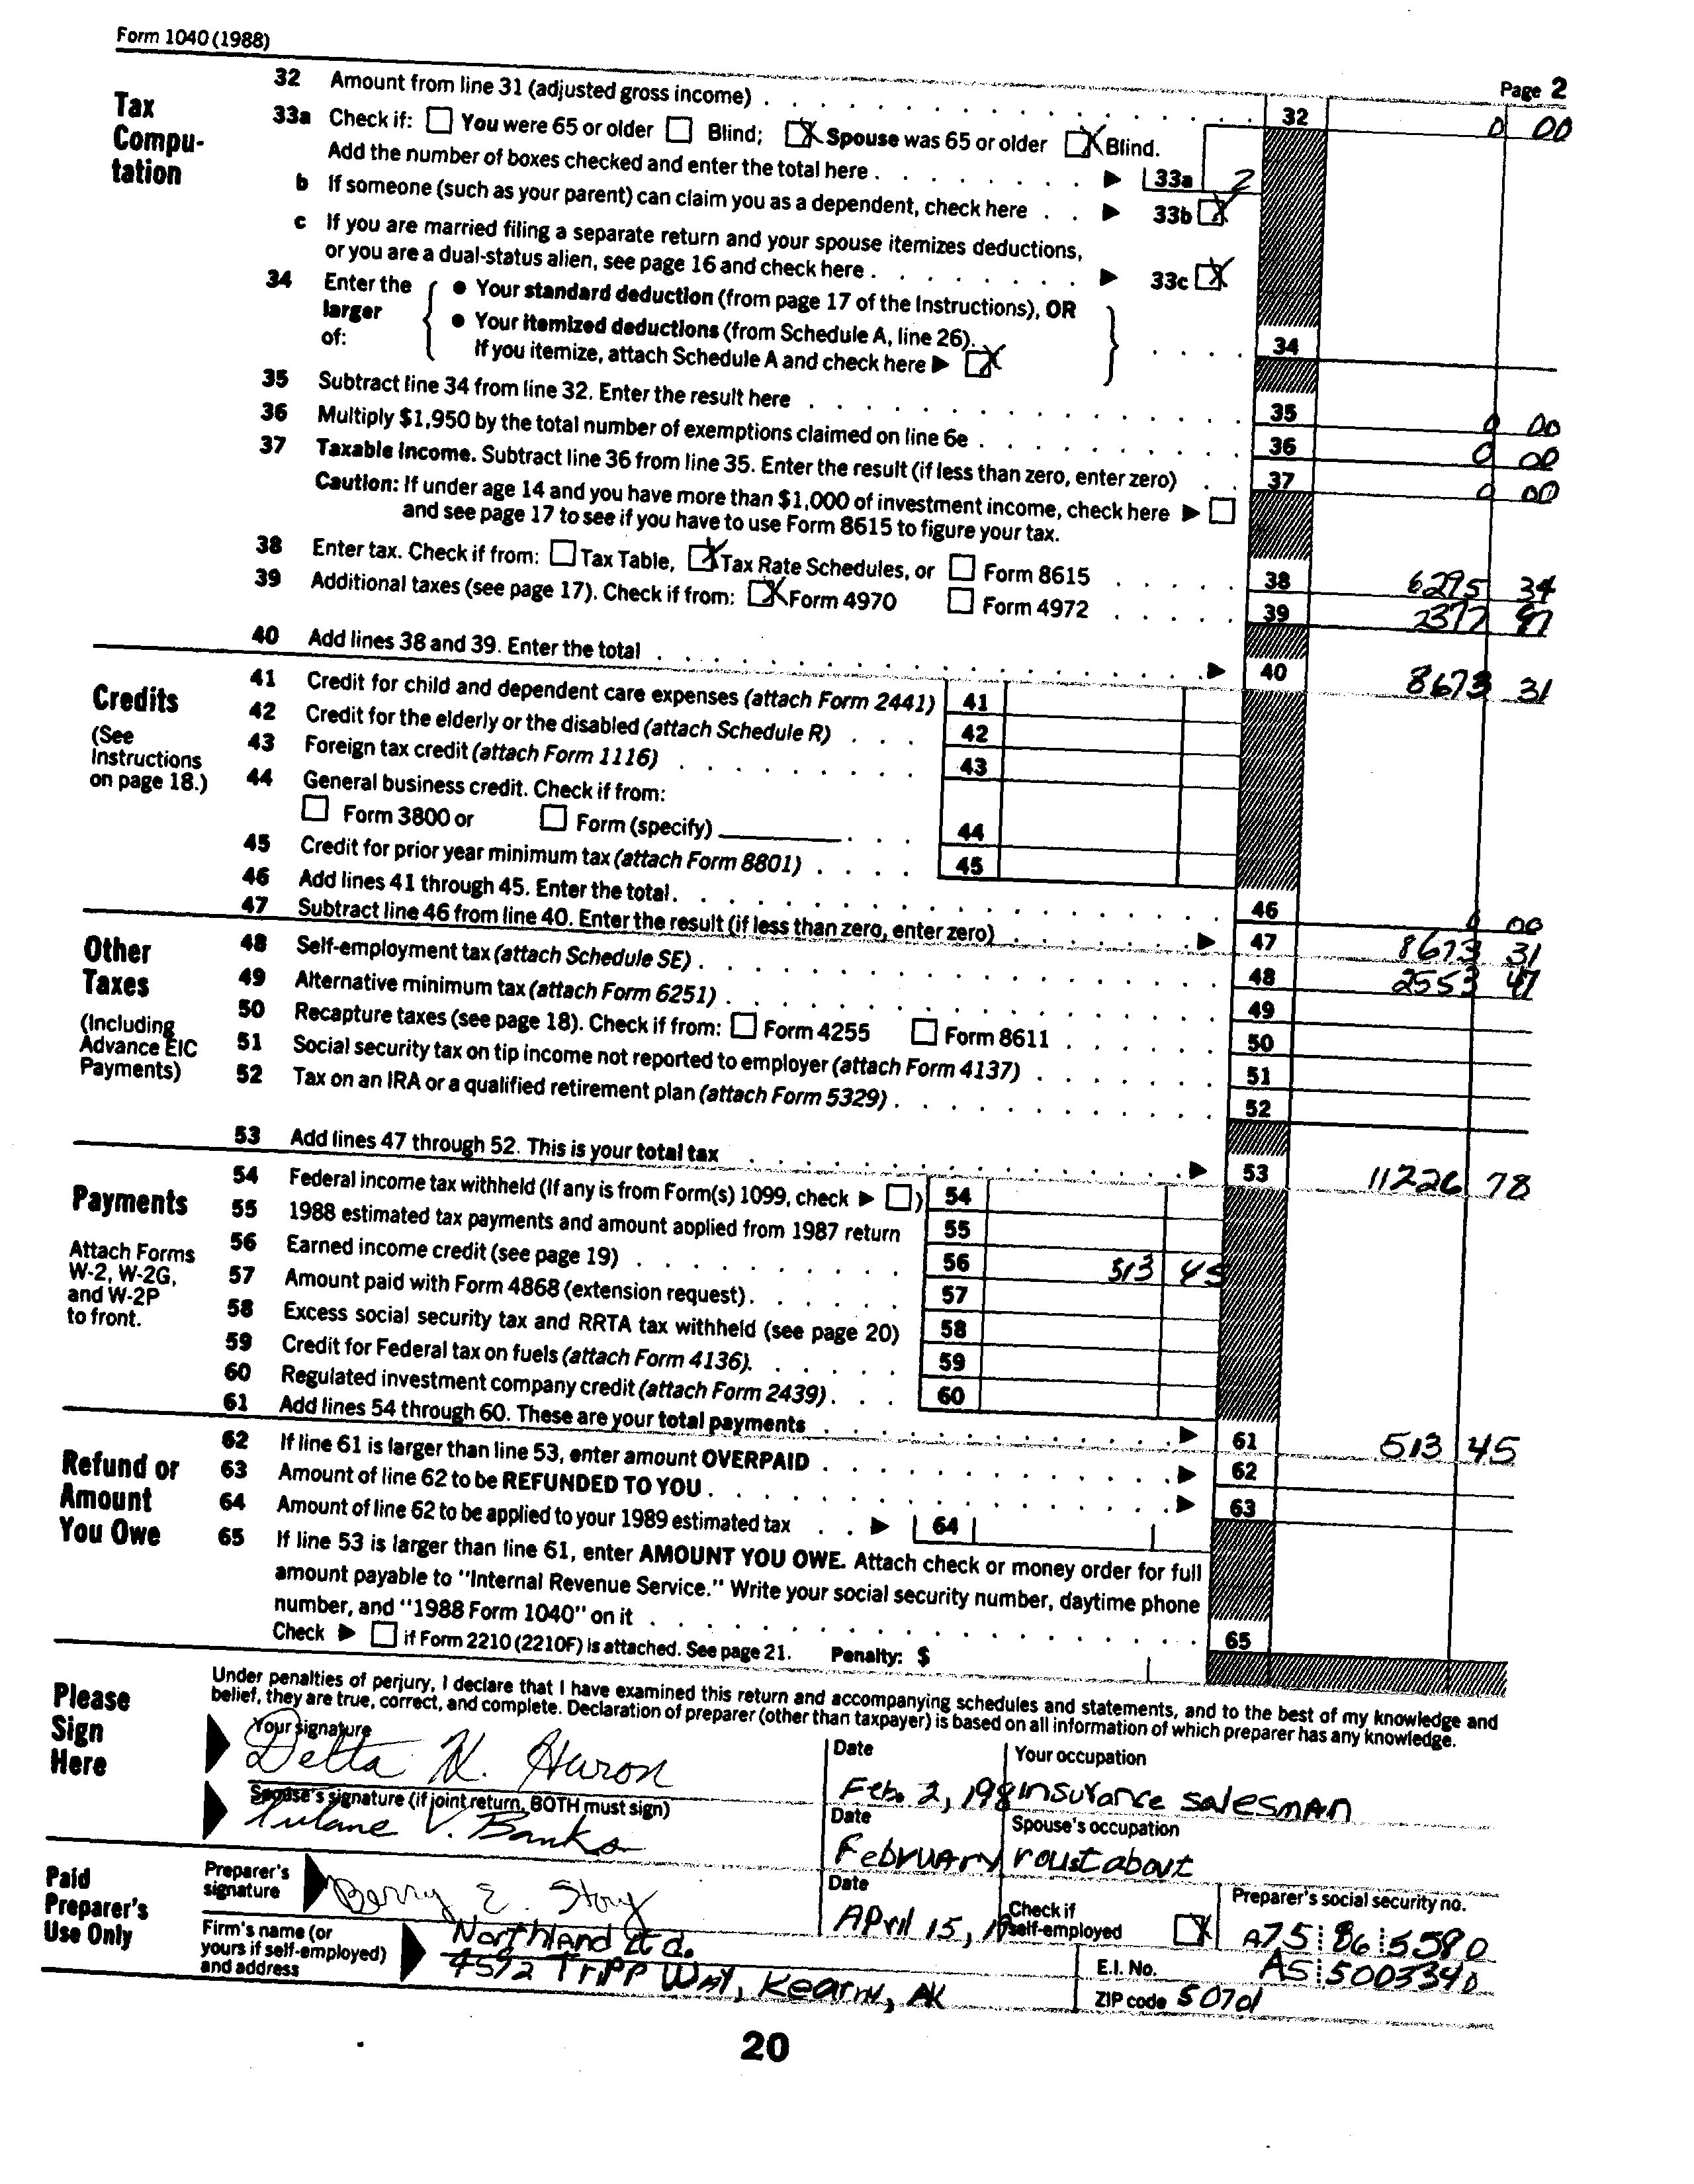 Form 1040 (1988)
Page 2
Tax Compu-tation
32 Amount from line 31 (adjusted gross income) 32 0 00
33a Check if: You were 65 or older Blind; X Spouse was 65 or older X Blind.
Add the number of boxes checked and enter the total here 33a 2
b If someone (such as your parent) can claim you as a dependent, check here 33b X
c If you are married filing a separate return and your spouse itemizes deductions,
or you are a dual-status alien, see page 16 and check here 33c X
34 Enter the larger of:
• Your standard deduction (from page 17 of the Instructions), OR
• Your itemized deductions (from Schedule A, line 26).
If you itemize, attach Schedule A and check here X 34
35 Subtract line 34 from line 32. Enter the result here 35 0 00
36 Multiply $1,950 by the total number of exemptions claimed on line 6e 36 0 00
37 Taxable income. Subtract line 36 from line 35. Enter the result (if less than zero, enter zero) 37 0 00
Caution: If under age 14 and you have more than $1,000 of investment income, check here
and see page 17 to see if you have to use Form 8615 to figure your tax.
38 Enter tax. Check if from: Tax Table, X Tax Rate Schedules, or Form 8615 38 6295 34
39 Additional taxes (see page 17). Check if from: X Form 4970 Form 4972 39 2377 97
40 Add lines 38 and 39. Enter the total 40 8673 31
Credits
(See Instructions on page 18.)
41 Credit for child and dependent care expenses (attach Form 2441) 41
42 Credit for the elderly or the disabled (attach Schedule R) 42
43 Foreign tax credit (attach Form 1116) 43
44 General business credit. Check if from:
Form 3800 or Form (specify) 44
45 Credit for prior year minimum tax (attach Form 8801) 45
46 Add lines 41 through 45. Enter the total 46 0 00
47 Subtract line 46 from line 40. Enter the result (if less than zero, enter zero) 47 8673 31
Other Taxes
(Including Advance EIC Payments)
48 Self-employment tax (attach Schedule SE) 48 2553 47
49 Alternative minimum tax (attach Form 6251) 49
50 Recapture taxes (see page 18). Check if from: Form 4255 Form 8611 50
51 Social security tax on tip income not reported to employer (attach Form 4137) 51
52 Tax on an IRA or a qualified retirement plan (attach Form 5329) 52
53 Add lines 47 through 52. This is your total tax 53 11226 78
Payments
Attach Forms W-2, W-2G, and W-2P to front.
54 Federal income tax withheld (If any is from Form(s) 1099, check ) 54
55 1988 estimated tax payments and amount applied from 1987 return 55
56 Earned income credit (see page 19) 56 513 45
57 Amount paid with Form 4868 (extension request) 57
58 Excess social security tax and RRTA tax withheld (see page 20) 58
59 Credit for Federal tax on fuels (attach Form 4136). 59
60 Regulated investment company credit (attach Form 2439) 60
61 Add lines 54 through 60. These are your total payments 61 513 45
Refund or Amount You Owe
62 If line 61 is larger than line 53, enter amount OVERPAID 62
63 Amount of line 62 to be REFUNDED TO YOU 63
64 Amount of line 62 to be applied to your 1989 estimated tax 64
65 If line 53 is larger than line 61, enter AMOUNT YOU OWE. Attach check or money order for full
amount payable to "Internal Revenue Service." Write your social security number, daytime phone
number, and "1988 Form 1040" on it 65
Check if Form 2210 (2210F) is attached. See page 21. Penalty: $
Please Sign Here
Under penalties of perjury, I declare that I have examined this return and accompanying schedules and statements, and to the best of my knowledge and
belief, they are true, correct, and complete. Declaration of preparer (other than taxpayer) is based on all information of which preparer has any knowledge.
Your signature Date Your occupation
Delta N. Huron Feb. 2, 198 insurance salesman
Spouse's signature (if joint return, BOTH must sign) Date Spouse's occupation
Tulane V. Banks February roustabout
Paid Preparer's Use Only
Preparer's signature Date Check if self-employed Preparer's social security no.
Berry E. Story April 15, 19 X A75 86 5580
Firm's name (or yours if self-employed) and address
Northland Ltd. E.I. No. A5 5003340
4592 Tripp Way, Kearny, AK ZIP code 50701
20